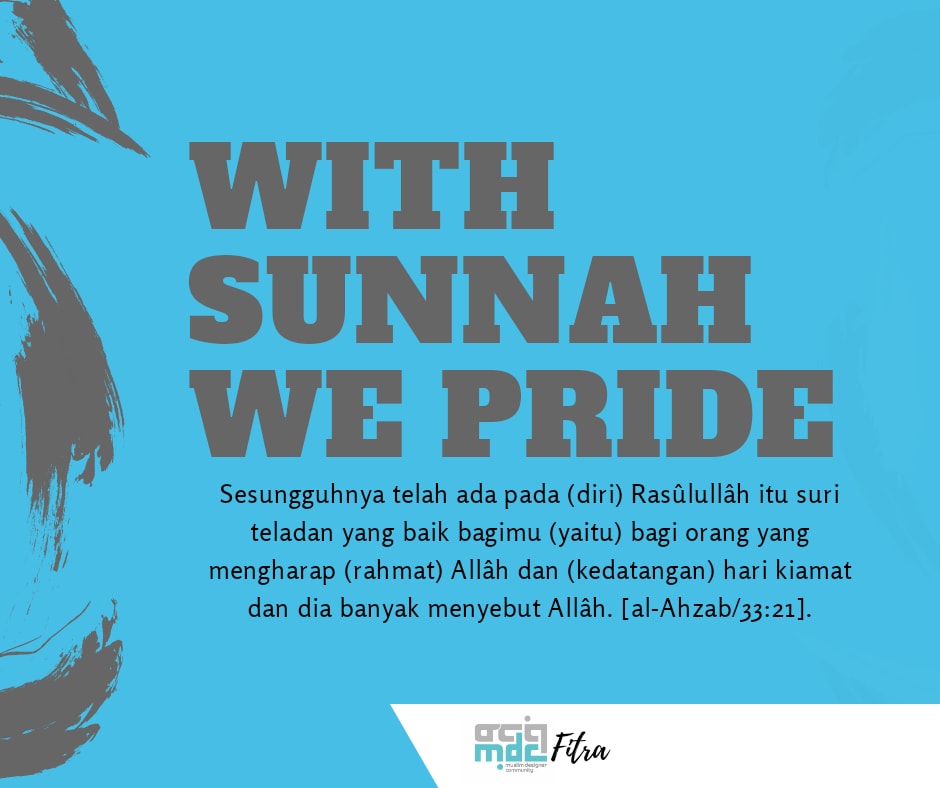 WITH
SUNNAH
WE PRIDE
Sesungguhnya telah ada pada (diri) Rasûlullâh itu suri
teladan yang baik bagimu (yaitu) bagi orang yang
mengharap (rahmat) Allâh dan (kedatangan) hari kiamat
dan dia banyak menyebut Allâh. [al-Ahzab/33:21].
mdc Fitra
muslim designer
community